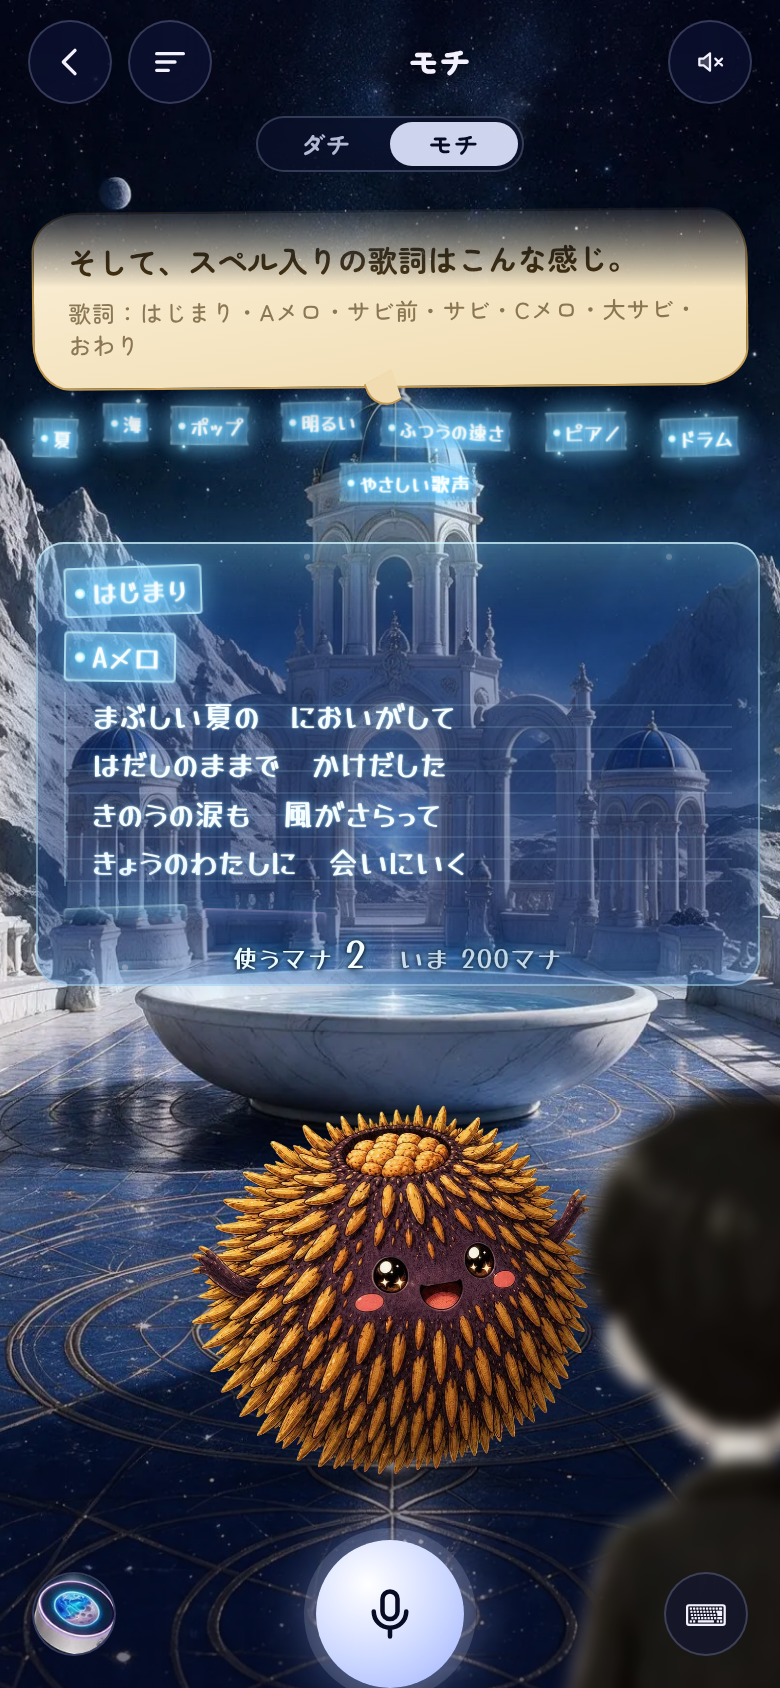 モチ
ダチ
モチ
そして、スペル入りの歌詞はこんな感じ。
歌詞：はじまり・Aメロ・サビ前・サビ・Cメロ・大サビ・
おわり
・夏
・海
・ポップ
・明るい
・ふつうの速さ
・ピアノ
・ドラム
・やさしい歌声
・はじまり
・Aメロ
まぶしい夏の　においがして
はだしのままで　かけだした
きのうの涙も　風がさらって
きょうのわたしに　会いにいく
使うマナ 2　いま 200マナ